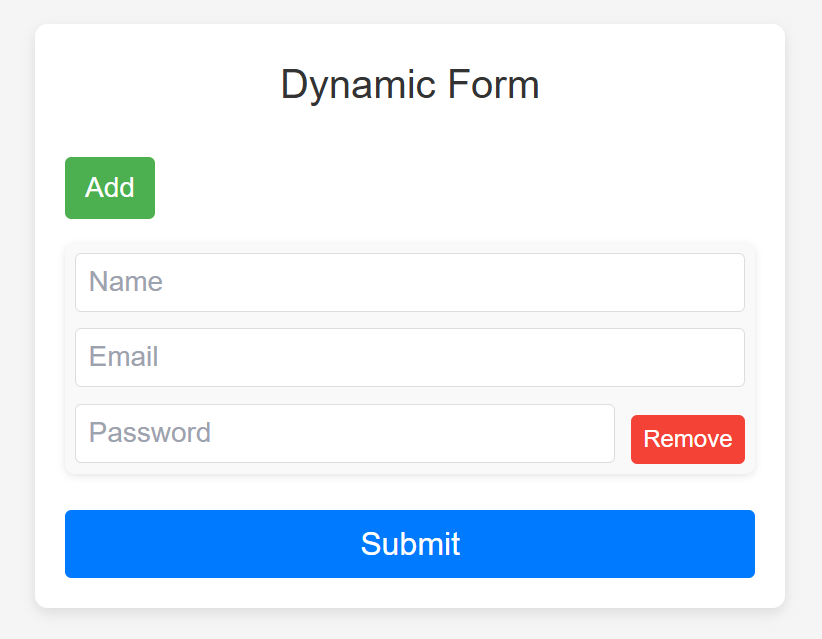 Dynamic Form
Add
Name
Email
Password
Remove
Submit